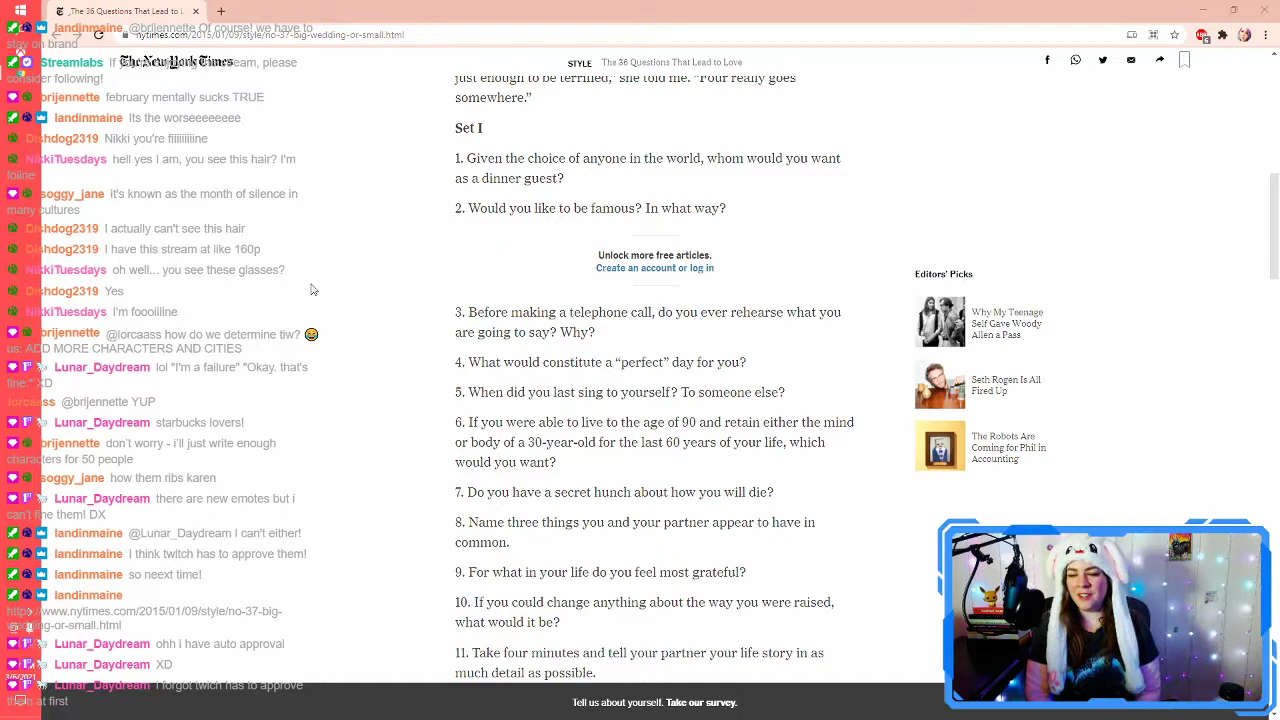 The 36 Questions That Led to L
nytimes.com/2015/01/09/style/no-37-big-wedding-or-small.html
landinmaine @brijennette Of course! we have to
stay on brand
Streamlabs If you please
consider following!
brijennette february mentally sucks TRUE
landinmaine Its the worseeeeeeee
Dishdog2319 Nikki you're fiiiiiiiine
NikkiTuesdays hell yes I am, you see this hair? I'm
foiine
soggy_jane it's known as the month of silence in
many cultures
Dishdog2319 I actually can't see this hair
Dishdog2319 I have this stream at like 160p
NikkiTuesdays oh well... you see these glasses?
Dishdog2319 Yes
NikkiTuesdays I'm foooiiiine
brijennette @lorcaass how do we determine tiw? 😂
us: ADD MORE CHARACTERS AND CITIES
Lunar_Daydream lol "I'm a failure" "Okay. that's
fine." XD
lorcaass @brijennette YUP
Lunar_Daydream starbucks lovers!
brijennette don't worry - i'll just write enough
characters for 50 people
soggy_jane how them ribs karen
Lunar_Daydream there are new emotes but i
can't fine them! DX
landinmaine @Lunar_Daydream I can't either!
landinmaine I think twitch has to approve them!
landinmaine so neext time!
landinmaine
https://www.nytimes.com/2015/01/09/style/no-37-big-
wedding-or-small.html
Lunar_Daydream ohh i have auto approval
Lunar_Daydream XD
Lunar_Daydream i forgot twich has to approve
them at first
3/6/2021
The New York Times
STYLE The 36 Questions That Lead to Love
just enough to be terrified," she told me. "Four really goes
somewhere.”
Set I
1. Given the choice of anyone in the world, whom would you want
as a dinner guest?
2. Would you like to be famous? In what way?
Unlock more free articles.
Create an account or log in
3. Before making a telephone call, do you ever rehearse what you
are going to say? Why?
4. What would constitute a “perfect” day for you?
5. When did you last sing to yourself? To someone else?
6. If you were able to live to the age of 90 and retain either the mind
or body of a 30-year-old for the last 60 years of your life, which
would you want?
7. Do you have a secret hunch about how you will die?
8. Name three things you and your partner appear to have in
common.
9. For what in your life do you feel most grateful?
10. If you could change anything about the way you were raised,
what would it be?
11. Take four minutes and tell your partner your life story in as
much detail as possible.
Editors' Picks
Why My Teenage
Self Gave Woody
Allen a Pass
Seth Rogen Is All
Fired Up
The Robots Are
Coming for Phil in
Accounting
Tell us about yourself. Take our survey.